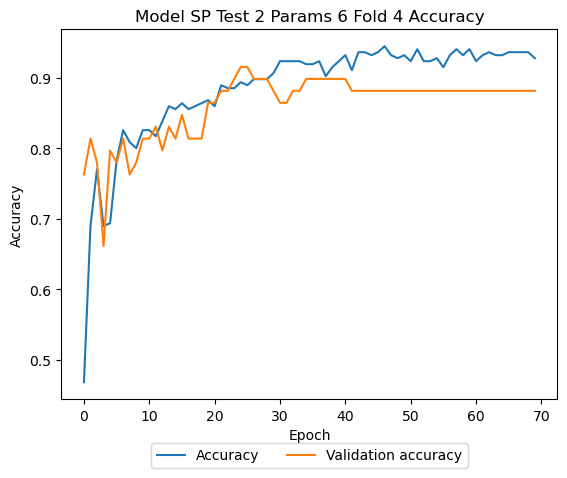 Model SP Test 2 Params 6 Fold 4 Accuracy
Accuracy
0.9
0.8
0.7
0.6
0.5
0 10 20 30 40 50 60 70
Epoch
Accuracy Validation accuracy